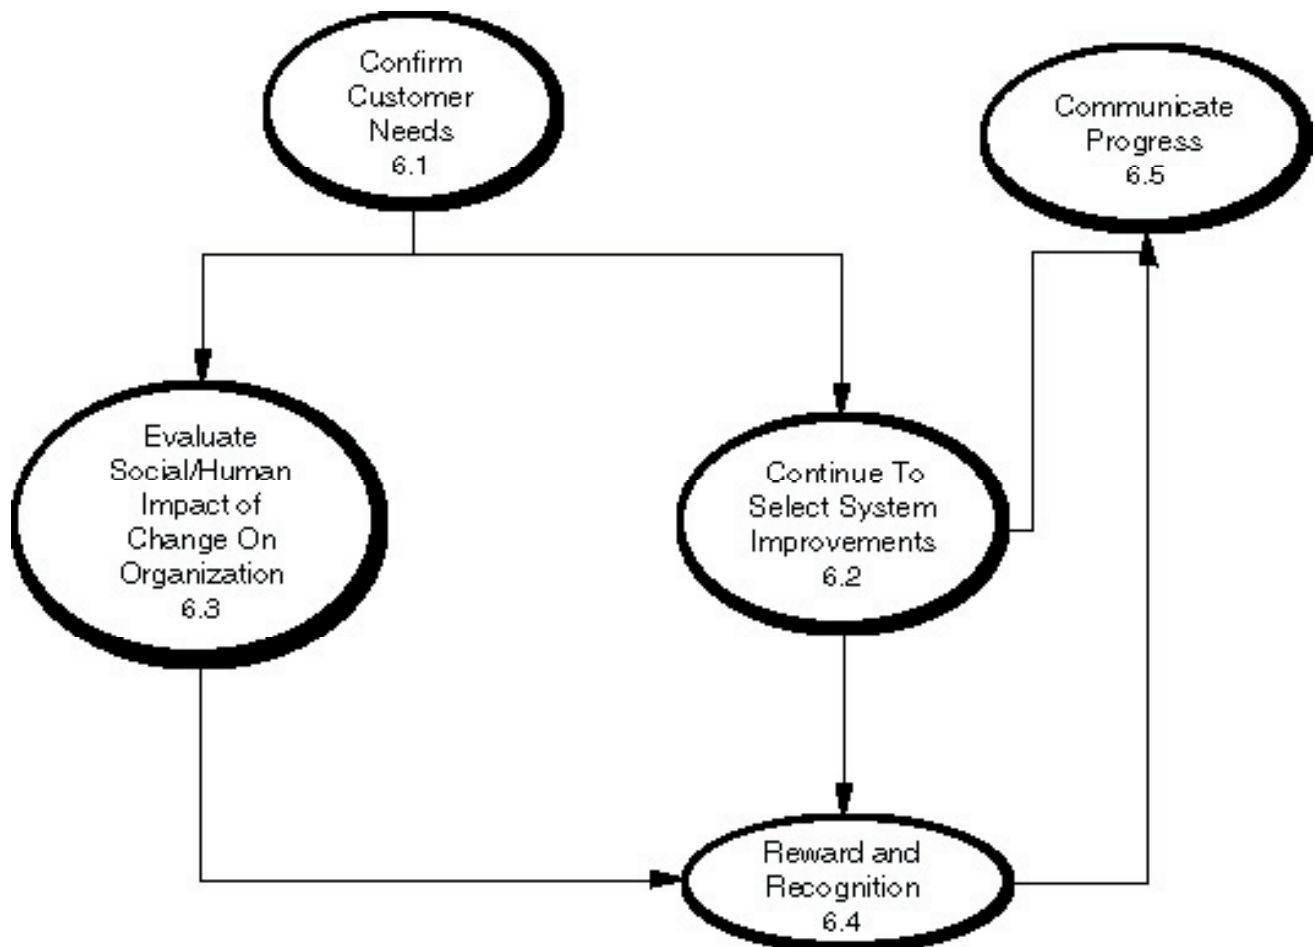 Confirm
Customer
Needs
6.1
Communicate
Progress
6.5
Evaluate
Social/Human
Impact of
Change On
Organization
6.3
Continue To
Select System
Improvements
6.2
Reward and
Recognition
6.4